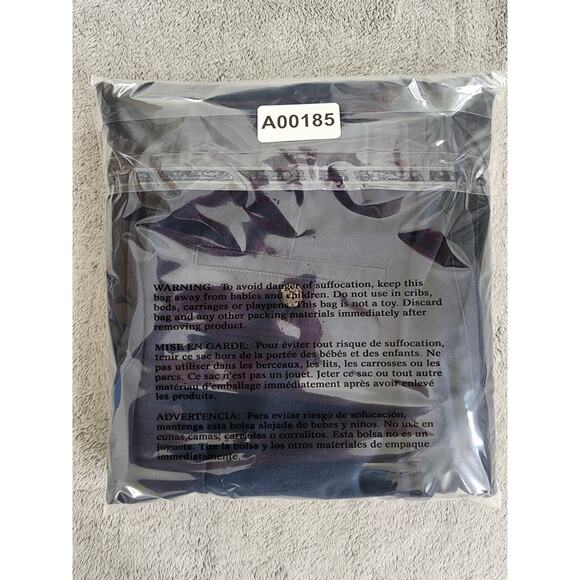 A00185
WARNING: To avoid danger of suffocation, keep this
bag away from babies and children. Do not use in cribs,
beds, carriages or playpens. This bag is not a toy. Discard
bag and any other packing materials immediately after
removing product.
MISE EN GARDE: Pour éviter tout risque de suffocation,
tenir ce sac hors de la portée des bébés et des enfants. Ne
pas utiliser dans les berceaux, les lits, les carrosses ou les
parcs. Ce sac n'est pas un jouet. Jeter ce sac ou tout autre
matériau d'emballage immédiatement après avoir enlevé
les produits.
ADVERTENCIA: Para evitar riesgo de sofocación,
mantenga esta bolsa alejada de bebes y niños. No use en
cunas,camas, carriolas o corralitos. Esta bolsa no es un
juguete. Tire la bolsa y los otros materiales de empaque
immediatamente.